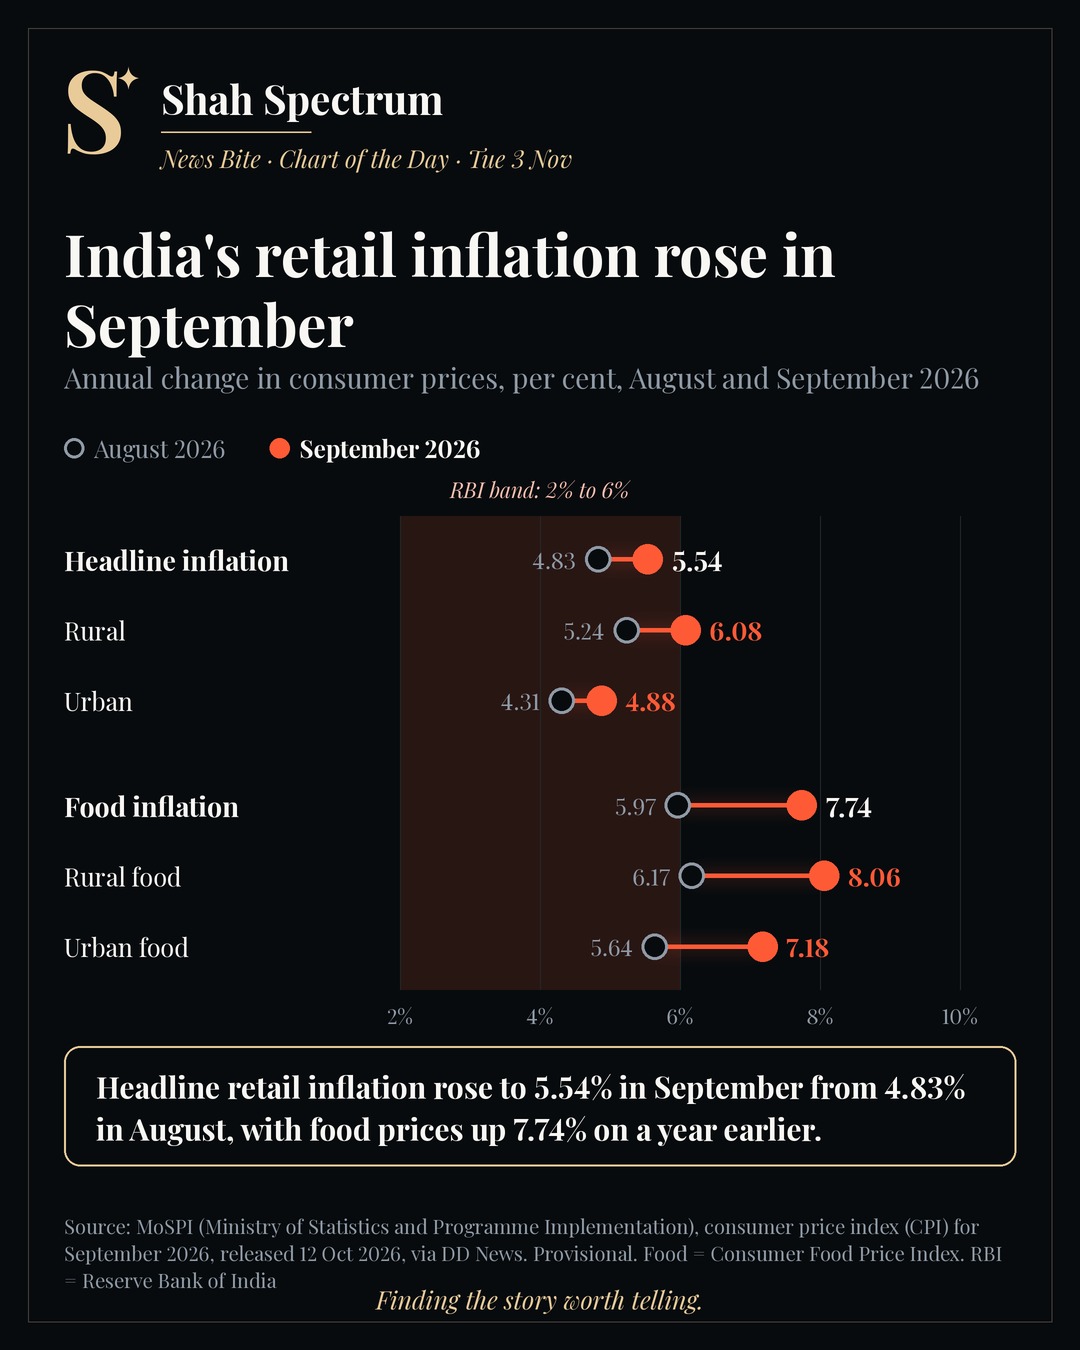 S
Shah Spectrum
News Bite · Chart of the Day · Tue 3 Nov
India's retail inflation rose in
September
Annual change in consumer prices, per cent, August and September 2026
August 2026 September 2026
RBI band: 2% to 6%
Headline inflation 4.83 5.54
Rural 5.24 6.08
Urban 4.31 4.88
Food inflation 5.97 7.74
Rural food 6.17 8.06
Urban food 5.64 7.18
2% 4% 6% 8% 10%
Headline retail inflation rose to 5.54% in September from 4.83%
in August, with food prices up 7.74% on a year earlier.
Source: MoSPI (Ministry of Statistics and Programme Implementation), consumer price index (CPI) for
September 2026, released 12 Oct 2026, via DD News. Provisional. Food = Consumer Food Price Index. RBI
= Reserve Bank of India
Finding the story worth telling.